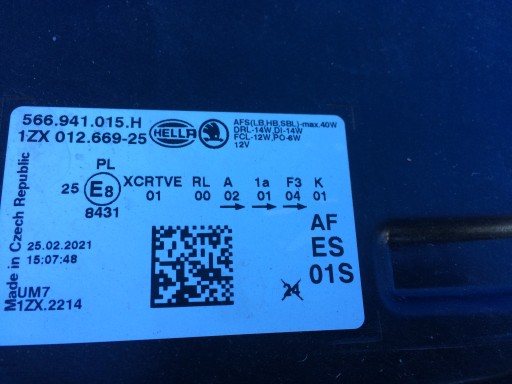 566.941.015.H
1ZX 012.669-25
HELLA
AFS(LB,HB,SBL)-max.40W
DRL-14W,DI-14W
FCL-12W,PO-6W
12V
PL
25 E8 XCRTVE RL A 1a F3 K
8431 01 00 02 01 04 01
Made in Czech Republic
25.02.2021
15:07:48
UM7
1ZX.2214
AF
ES
01S
24